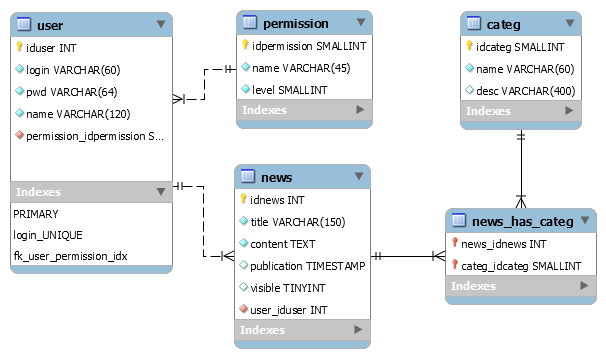 user
iduser INT
login VARCHAR(60)
pwd VARCHAR(64)
name VARCHAR(120)
permission_idpermission S...
Indexes
PRIMARY
login_UNIQUE
fk_user_permission_idx
permission
idpermission SMALLINT
name VARCHAR(45)
level SMALLINT
Indexes
categ
idcateg SMALLINT
name VARCHAR(60)
desc VARCHAR(400)
Indexes
news
idnews INT
title VARCHAR(150)
content TEXT
publication TIMESTAMP
visible TINYINT
user_iduser INT
Indexes
news_has_categ
news_idnews INT
categ_idcateg SMALLINT
Indexes